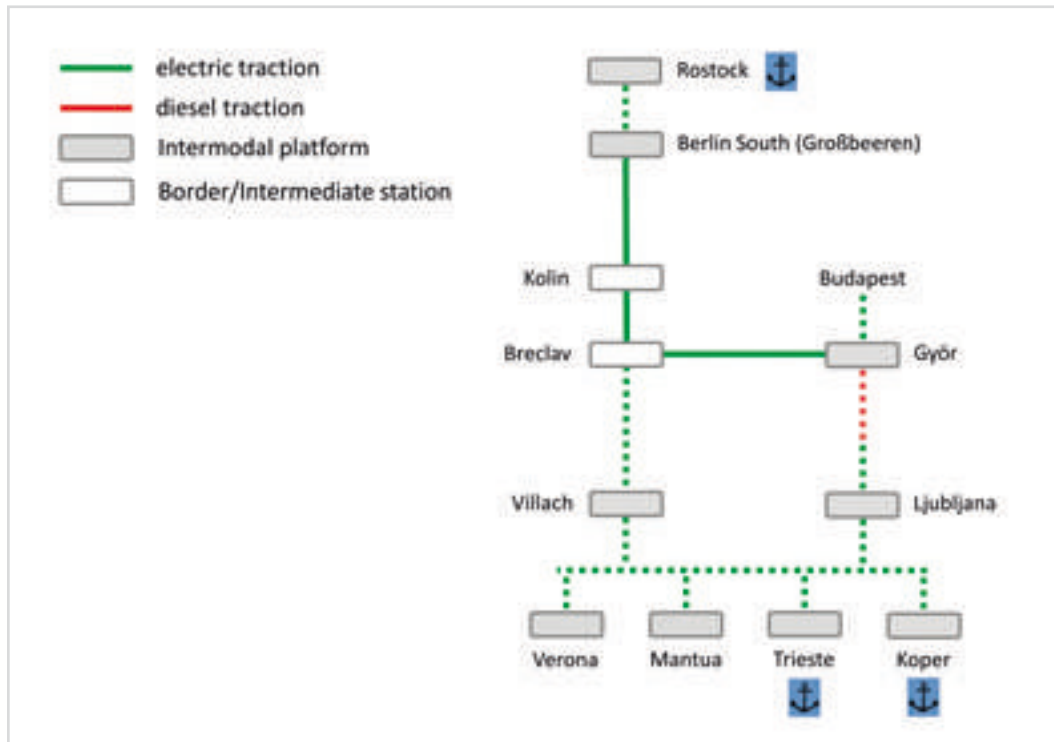 electric traction
diesel traction
Intermodal platform
Border/Intermediate station
Rostock
Berlin South (Großbeeren)
Kolin
Budapest
Breclav
Györ
Villach
Ljubljana
Verona
Mantua
Trieste
Koper